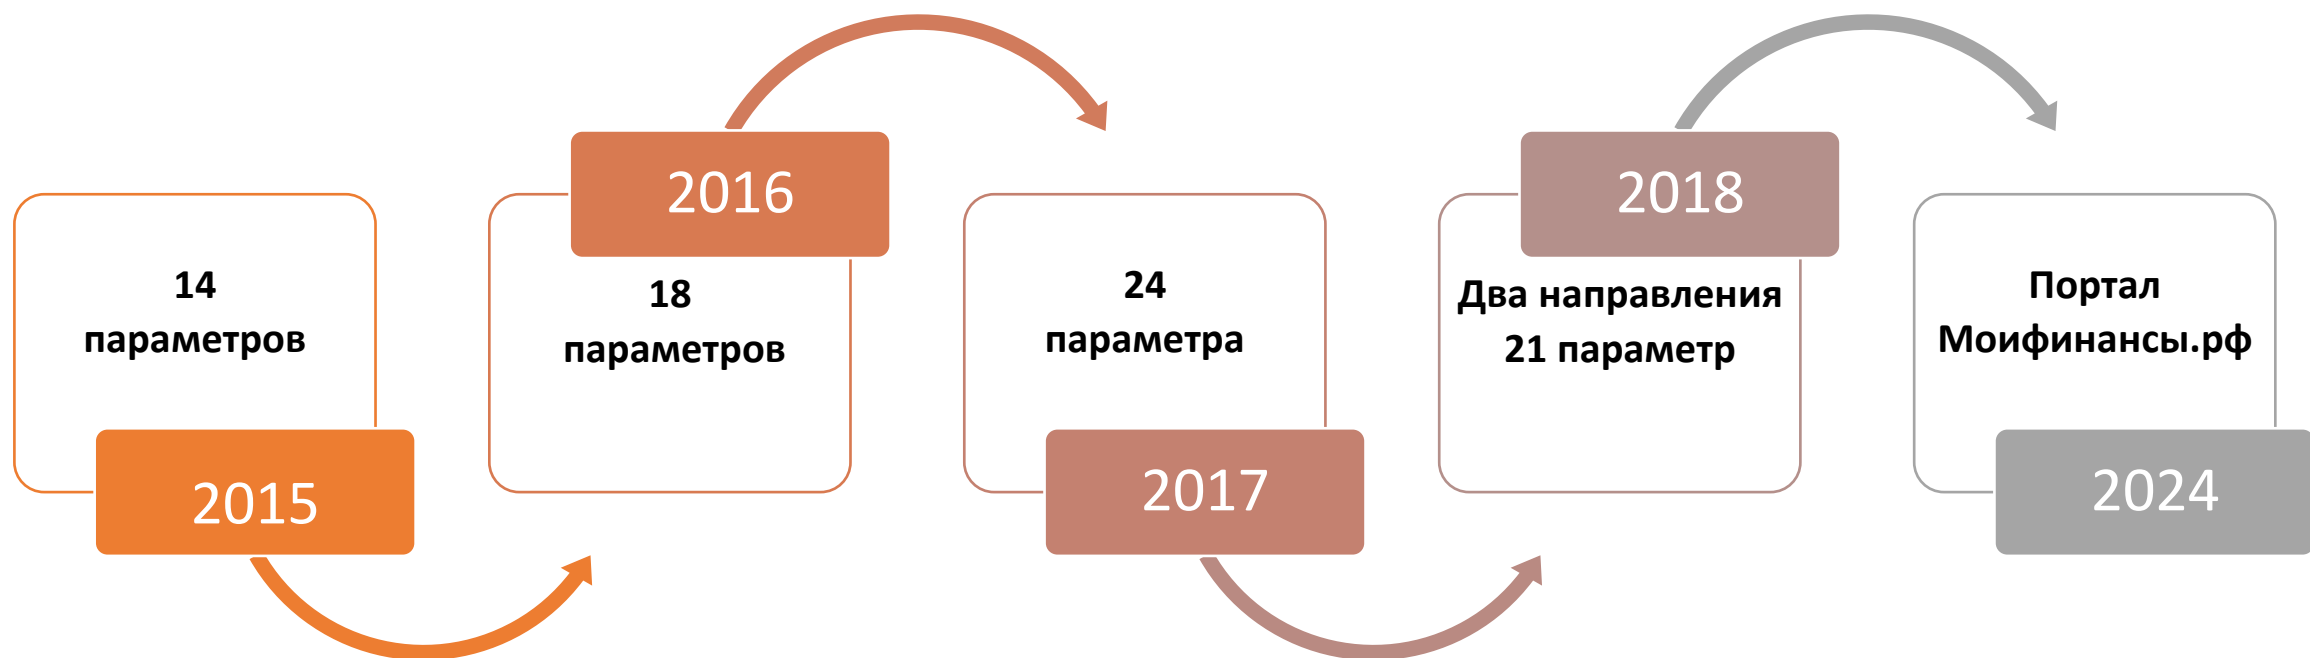 14
параметров
2015
2016
18
параметров
24
параметра
2017
2018
Два направления
21 параметр
Портал
Моифинансы.рф
2024